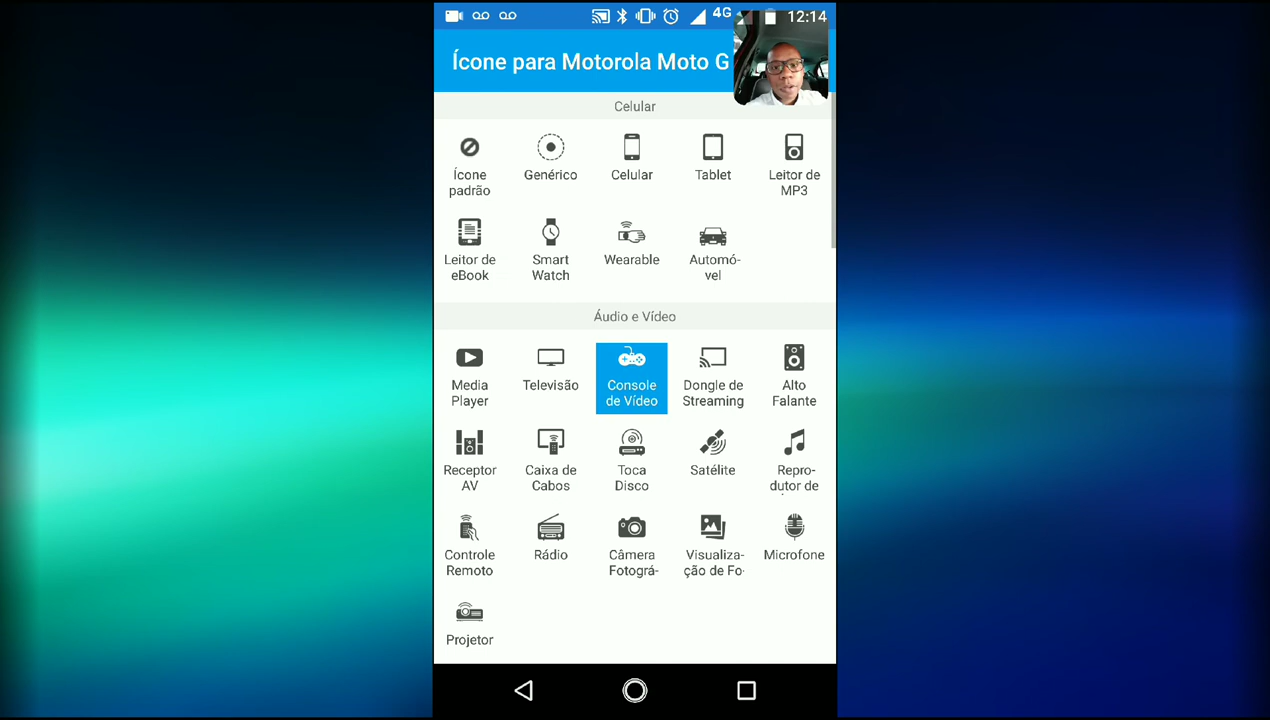 4G
12:14
Ícone para Motorola Moto G
Celular
Ícone padrão
Genérico
Celular
Tablet
Leitor de MP3
Leitor de eBook
Smart Watch
Wearable
Automó-
vel
Áudio e Vídeo
Media Player
Televisão
Console de Vídeo
Dongle de Streaming
Alto Falante
Receptor AV
Caixa de Cabos
Toca Disco
Satélite
Repro-
dutor de
Controle Remoto
Rádio
Câmera Fotográ-
Visualiza-
ção de Fo-
Microfone
Projetor